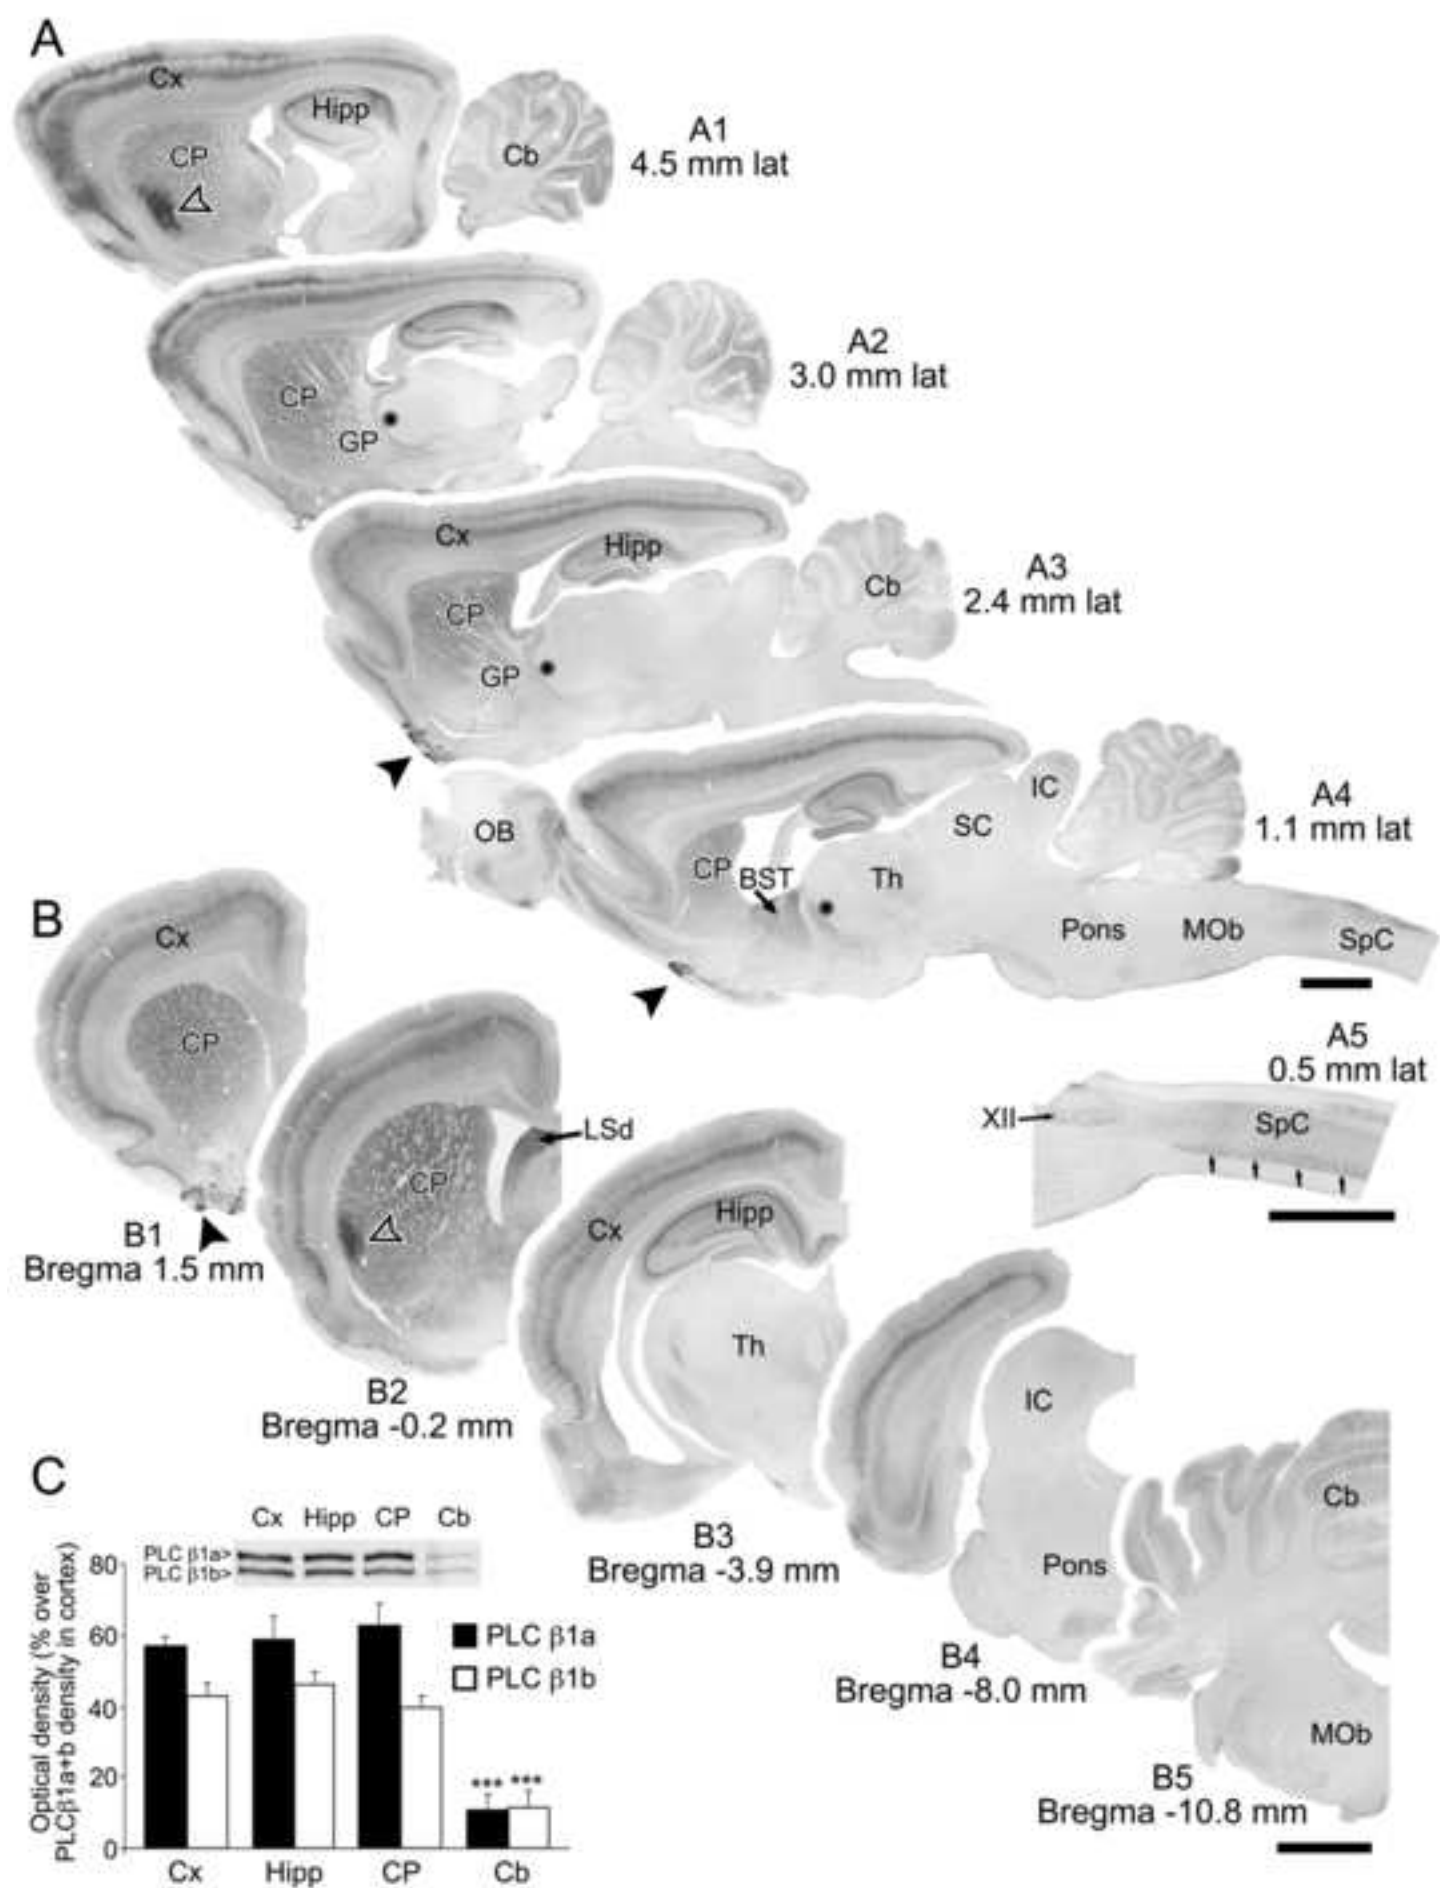 A
Cx
Hipp
CP
Cb
A1
4.5 mm lat
CP
GP
A2
3.0 mm lat
Cx
Hipp
CP
GP
Cb
A3
2.4 mm lat
OB
CP
BST
Th
SC
IC
Pons
MOb
SpC
A4
1.1 mm lat
A5
0.5 mm lat
XII
SpC
B
Cx
CP
B1
Bregma 1.5 mm
LSd
CP
B2
Bregma -0.2 mm
Cx
Hipp
Th
B3
Bregma -3.9 mm
IC
Pons
B4
Bregma -8.0 mm
Cb
MOb
B5
Bregma -10.8 mm
C
Cx Hipp CP Cb
PLC β1a>
PLC β1b>
Optical density (% over
PLCβ1a+b density in cortex)
80
60
40
20
0
PLC β1a
PLC β1b
*** ***
Cx Hipp CP Cb